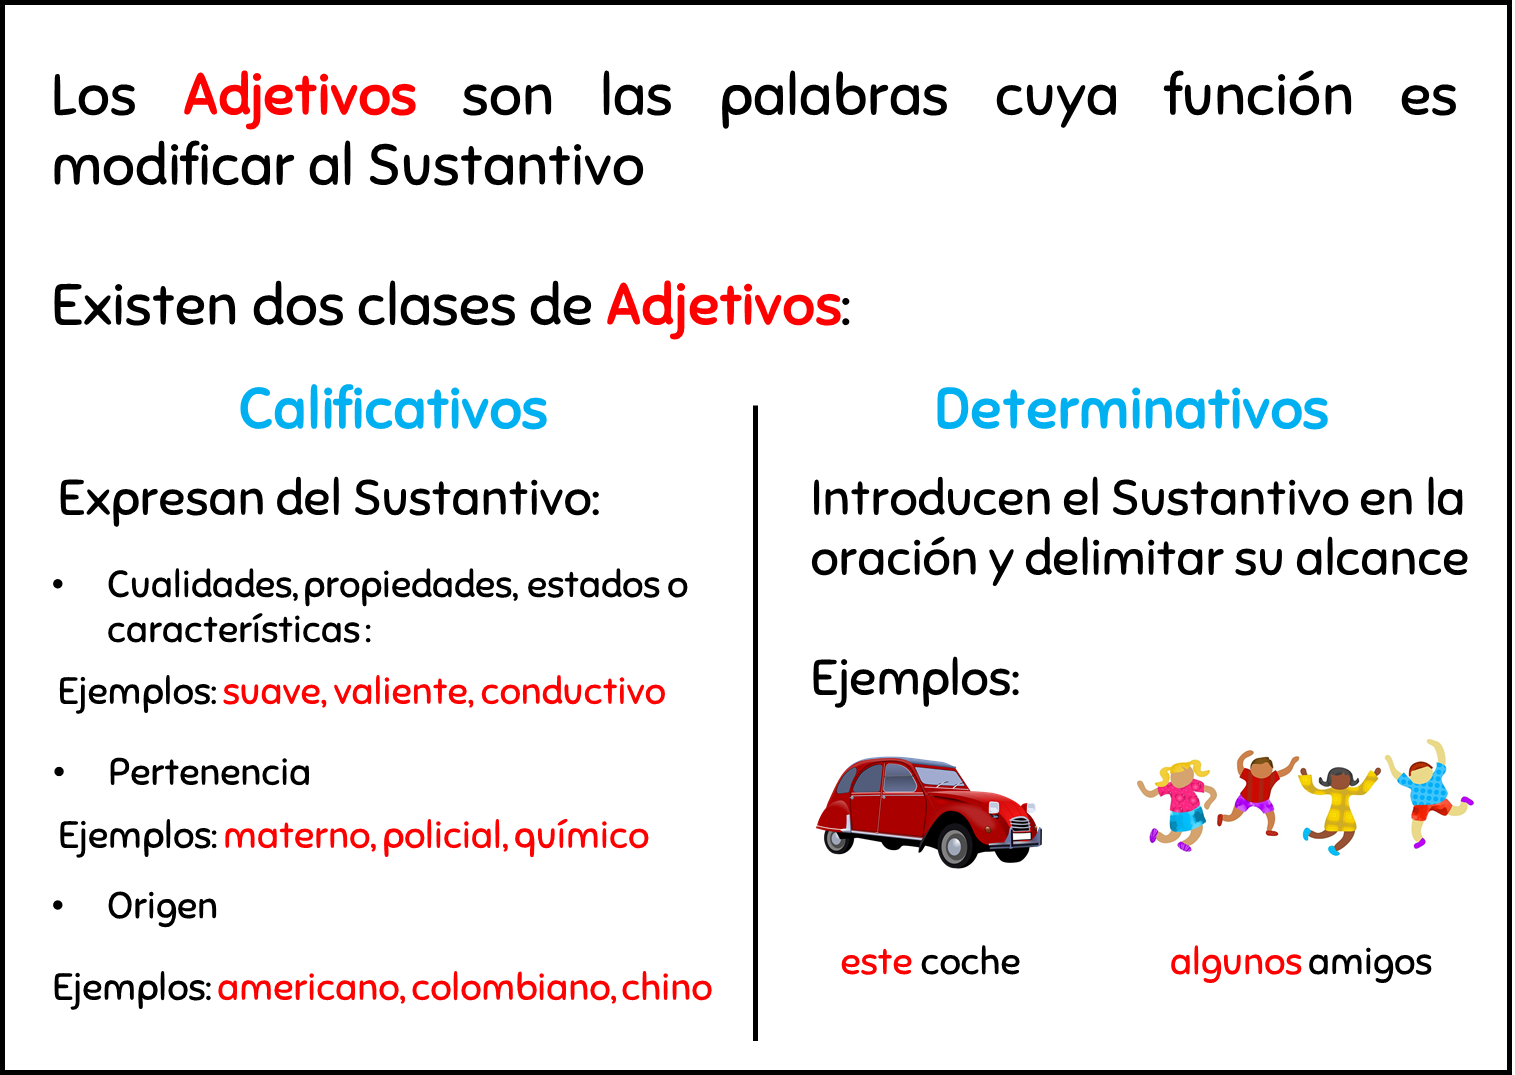 Los Adjetivos son las palabras cuya función es
modificar al Sustantivo
Existen dos clases de Adjetivos:
Calificativos
Expresan del Sustantivo:
• Cualidades, propiedades, estados o
características:
Ejemplos: suave, valiente, conductivo
• Pertenencia
Ejemplos: materno, policial, químico
• Origen
Ejemplos: americano, colombiano, chino
Determinativos
Introducen el Sustantivo en la
oración y delimitar su alcance
Ejemplos:
este coche
algunos amigos